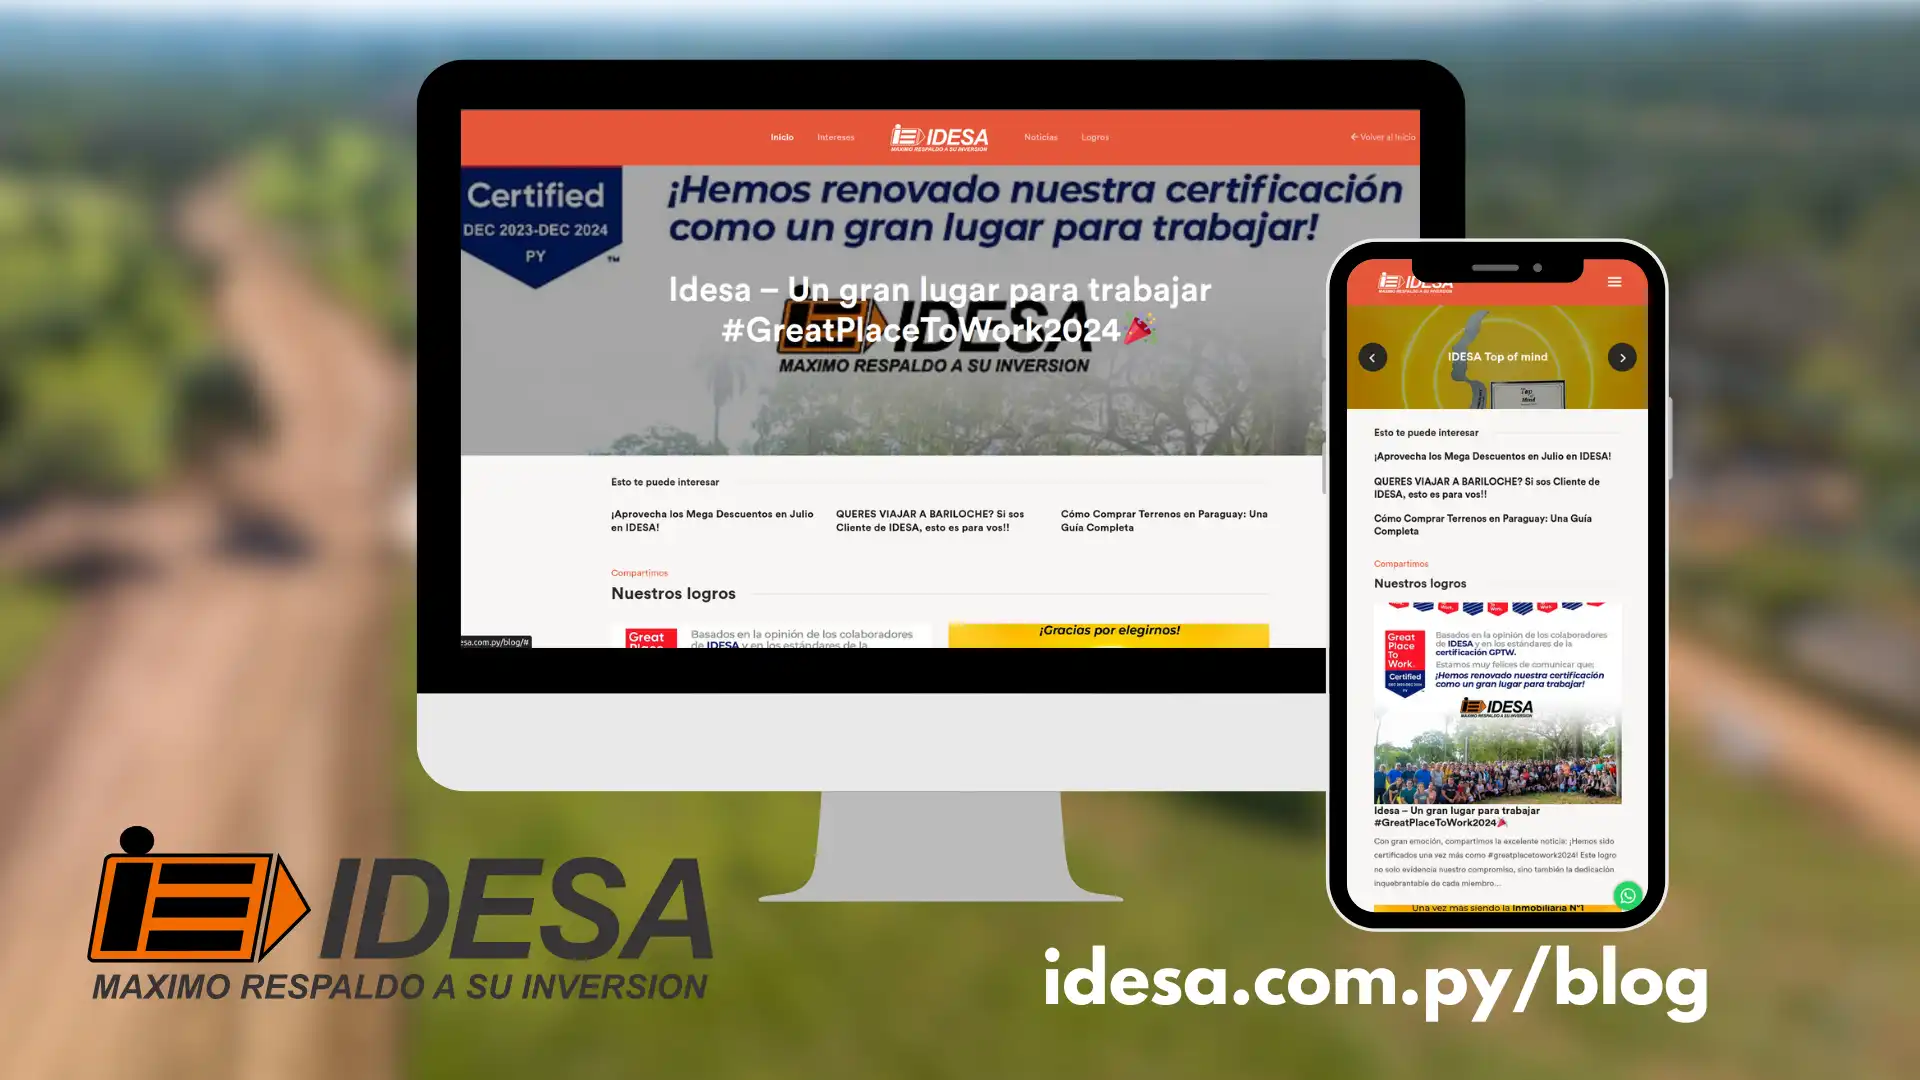 Inicio
Intereses
IDESA
MAXIMO RESPALDO A SU INVERSION
Noticias
Logros
Volver al Inicio
Certified
DEC 2023-DEC 2024
PY
TM
¡Hemos renovado nuestra certificación
como un gran lugar para trabajar!
Idesa – Un gran lugar para trabajar
#GreatPlaceToWork2024
IDESA
MAXIMO RESPALDO A SU INVERSION
Esto te puede interesar
¡Aprovecha los Mega Descuentos en Julio
en IDESA!
QUERES VIAJAR A BARILOCHE? Si sos
Cliente de IDESA, esto es para vos!!
Cómo Comprar Terrenos en Paraguay: Una
Guía Completa
Compartimos
Nuestros logros
Great
Basados en la opinión de los colaboradores
de IDESA y en los estándares de la
¡Gracias por elegirnos!
esa.com.py/blog/#
IDESA
IDESA Top of mind
Top
of
Mind
Esto te puede interesar
¡Aprovecha los Mega Descuentos en Julio en IDESA!
QUERES VIAJAR A BARILOCHE? Si sos Cliente de
IDESA, esto es para vos!!
Cómo Comprar Terrenos en Paraguay: Una Guía
Completa
Compartimos
Nuestros logros
Great
Place
To
Work.
Certified
PY
Basados en la opinión de los colaboradores
de IDESA y en los estándares de la
certificación GPTW.
Estamos muy felices de comunicar que:
¡Hemos renovado nuestra certificación
como un gran lugar para trabajar!
IDESA
MAXIMO RESPALDO A SU INVERSION
Idesa – Un gran lugar para trabajar
#GreatPlaceToWork2024
Con gran emoción, compartimos la excelente noticia: ¡Hemos sido
certificados una vez más como #greatplacetowork2024! Este logro
no solo evidencia nuestro compromiso, sino también la dedicación
inquebrantable de cada miembro...
Una vez más siendo la Inmobiliaria N°1
IDESA
MAXIMO RESPALDO A SU INVERSION
idesa.com.py/blog